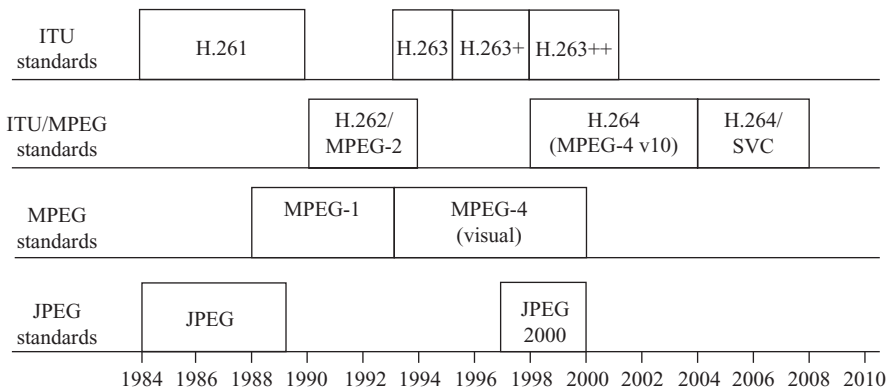 ITU
standards
H.261
H.263
H.263+
H.263++
ITU/MPEG
standards
H.262/
MPEG-2
H.264
(MPEG-4 v10)
H.264/
SVC
MPEG
standards
MPEG-1
MPEG-4
(visual)
JPEG
standards
JPEG
JPEG
2000
1984 1986 1988 1990 1992 1994 1996 1998 2000 2002 2004 2006 2008 2010